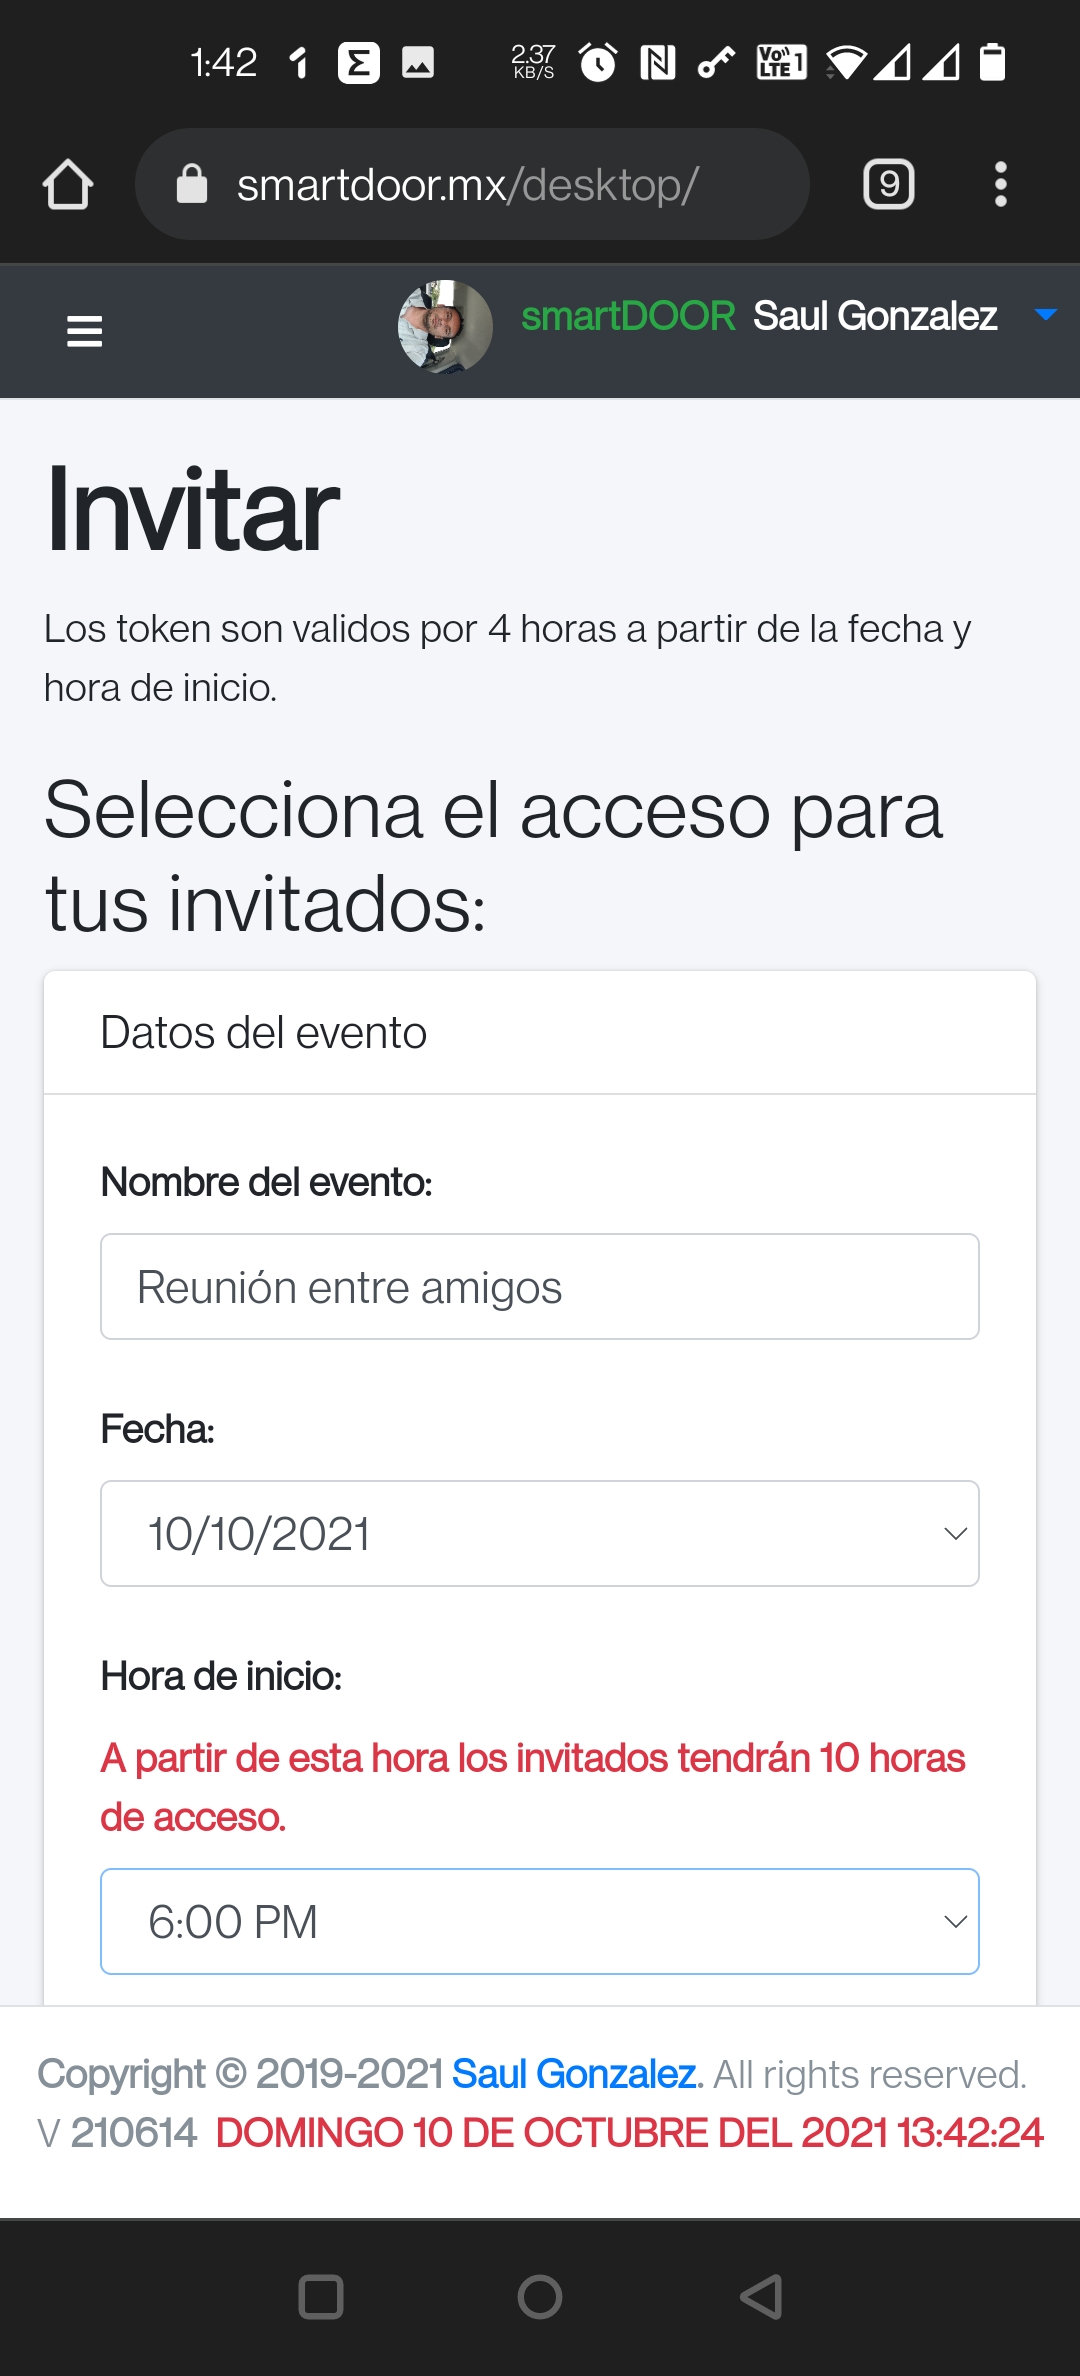 1:42 1 Σ 2.37 KB/S Vo LTE 1
smartdoor.mx/desktop/ 9
smartDOOR Saul Gonzalez
Invitar
Los token son validos por 4 horas a partir de la fecha y
hora de inicio.
Selecciona el acceso para
tus invitados:
Datos del evento
Nombre del evento:
Reunión entre amigos
Fecha:
10/10/2021
Hora de inicio:
A partir de esta hora los invitados tendrán 10 horas
de acceso.
6:00 PM
Copyright © 2019-2021 Saul Gonzalez. All rights reserved.
V 210614 DOMINGO 10 DE OCTUBRE DEL 2021 13:42:24